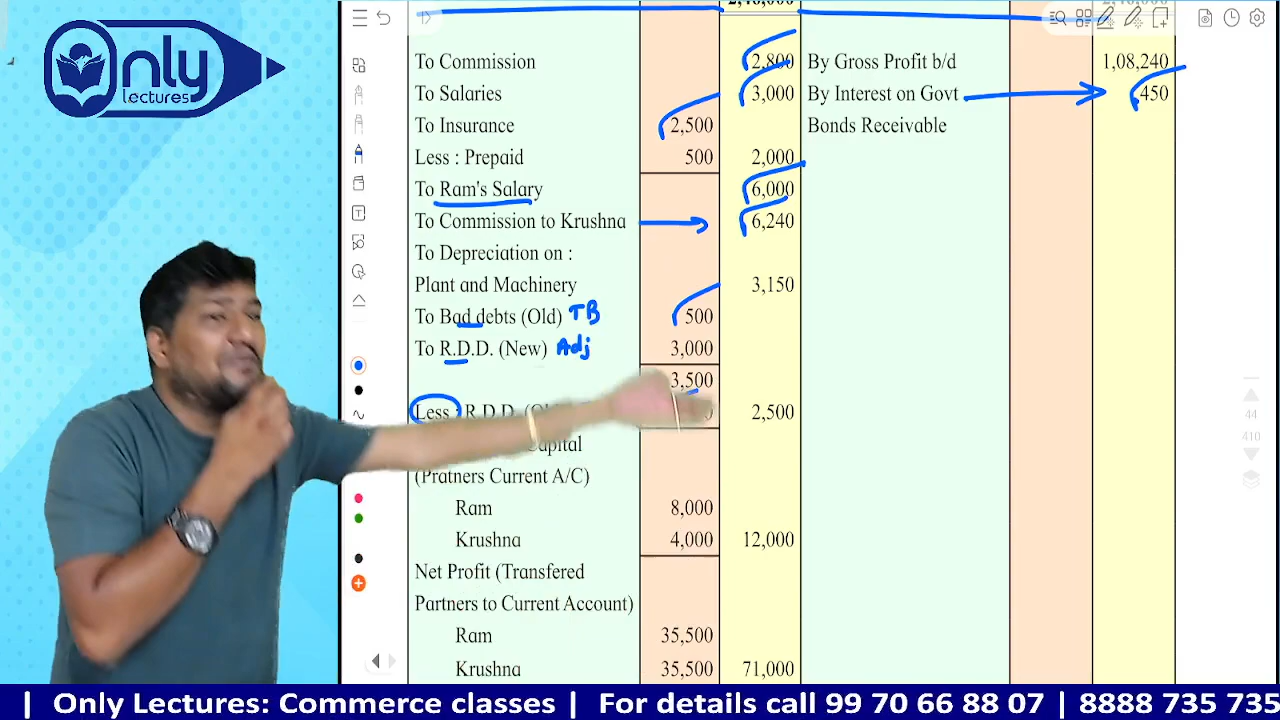 Only
lectures
To Commission 2,800 By Gross Profit b/d 1,08,240
To Salaries 3,000 By Interest on Govt 450
To Insurance 2,500 Bonds Receivable
Less : Prepaid 500 2,000
To Ram's Salary 6,000
To Commission to Krushna 6,240
To Depreciation on :
Plant and Machinery 3,150
To Bad debts (Old) TB 500
To R.D.D. (New) Adj 3,000
3,500
Less : R.D.D. 2,500
Capital
(Pratners Current A/C)
Ram 8,000
Krushna 4,000 12,000
Net Profit (Transfered
Partners to Current Account)
Ram 35,500
Krushna 35,500 71,000
44
410
| Only Lectures: Commerce classes | For details call 99 70 66 88 07 | 8888 735 735